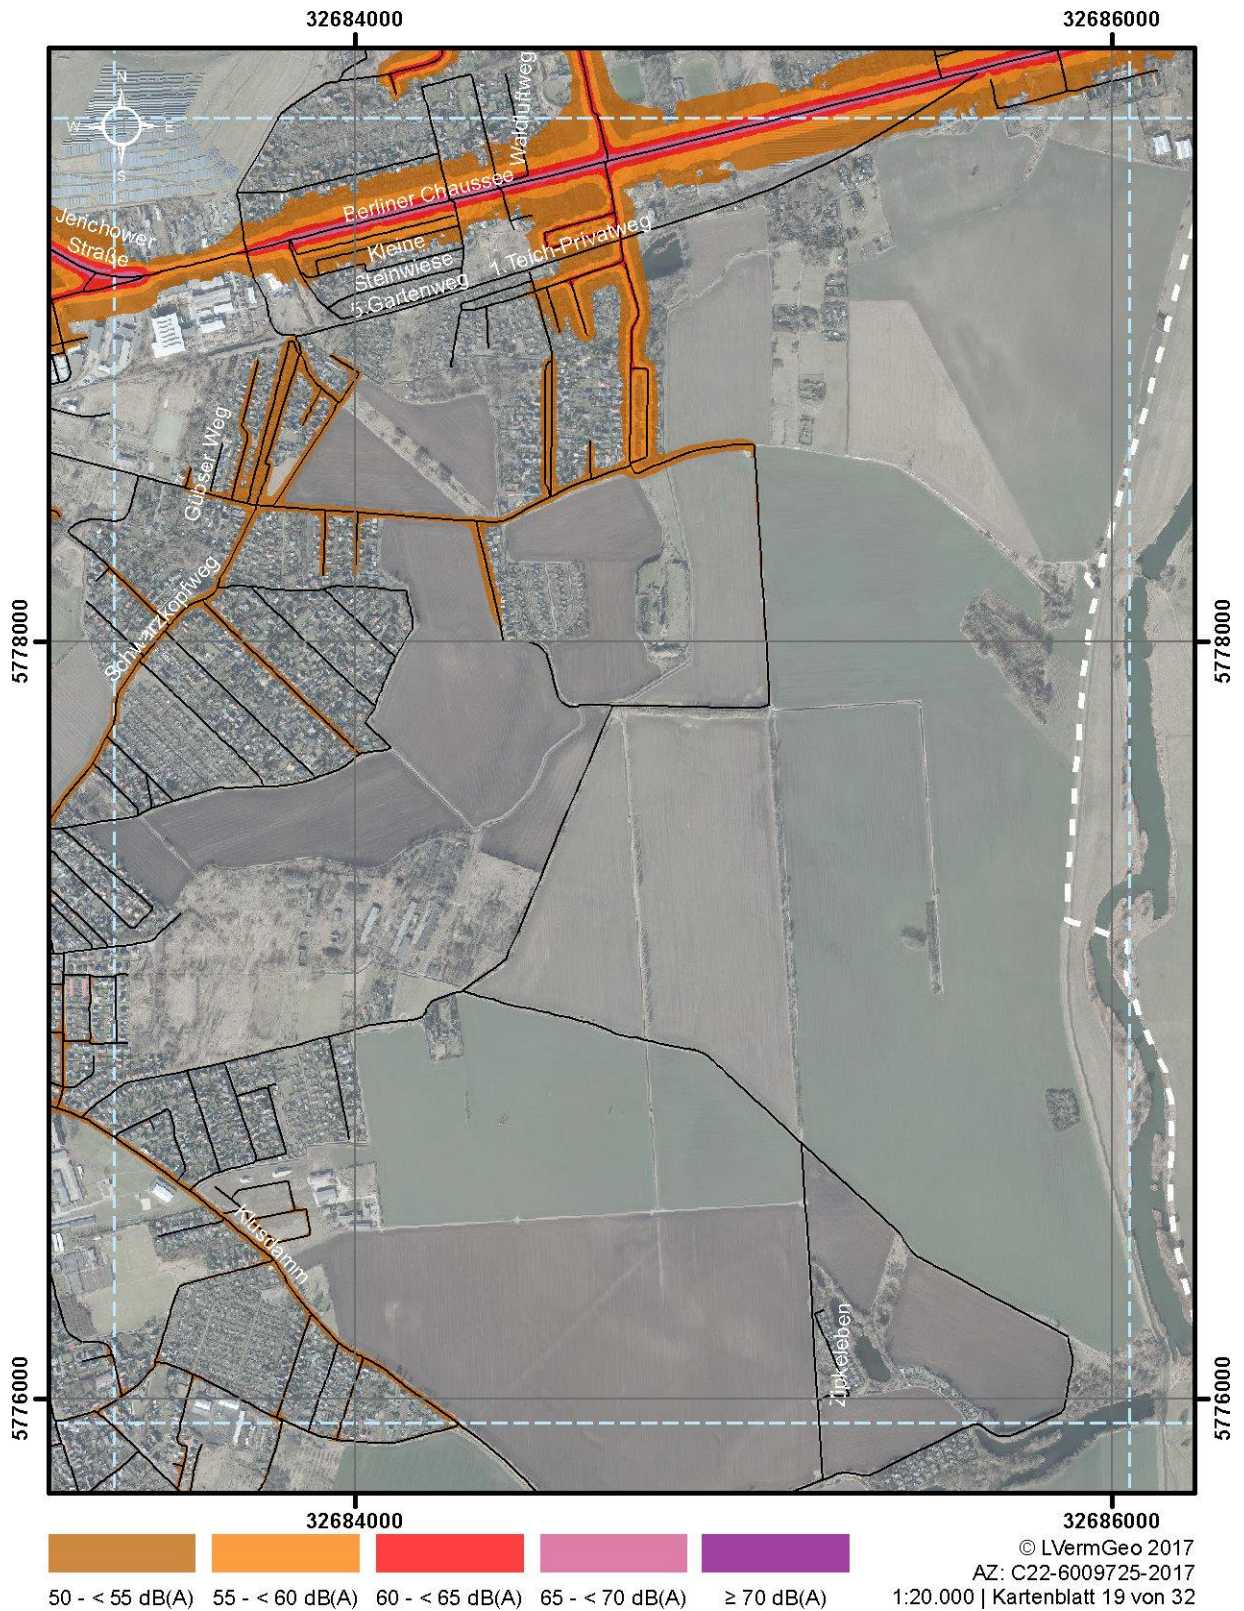 32684000
32686000
N
W
E
S
Waldluftweg
Berliner Chaussee
Jerichower
Straße
Kleine
Steinwiese
1.Teich-Privatweg
5.Gartenweg
Gübser Weg
Schwarzkopfweg
5778000
5778000
Klusdamm
Zipkeleben
5776000
5776000
32684000
32686000
50 - < 55 dB(A)
55 - < 60 dB(A)
60 - < 65 dB(A)
65 - < 70 dB(A)
≥ 70 dB(A)
© LVermGeo 2017
AZ: C22-6009725-2017
1:20.000 | Kartenblatt 19 von 32